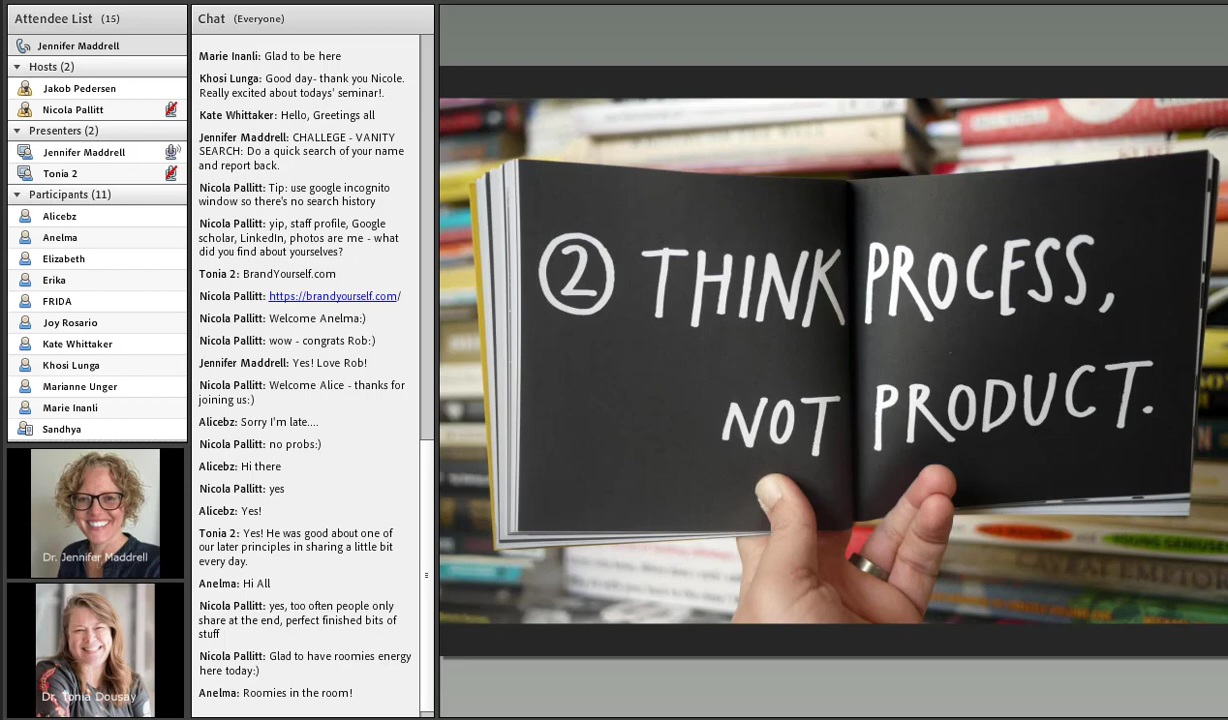 Attendee List (15)
Jennifer Maddrell
Hosts (2)
Jakob Pedersen
Nicola Pallitt
Presenters (2)
Jennifer Maddrell
Tonia 2
Participants (11)
Alicebz
Anelma
Elizabeth
Erika
FRIDA
Joy Rosario
Kate Whittaker
Khosi Lunga
Marianne Unger
Marie Inanli
Sandhya
Dr. Jennifer Maddrell
Dr. Tonia Dousay
Chat (Everyone)
Marie Inanli: Glad to be here
Khosi Lunga: Good day- thank you Nicole.
Really excited about todays' seminar!.
Kate Whittaker: Hello, Greetings all
Jennifer Maddrell: CHALLEGE - VANITY
SEARCH: Do a quick search of your name
and report back.
Nicola Pallitt: Tip: use google incognito
window so there's no search history
Nicola Pallitt: yip, staff profile, Google
scholar, LinkedIn, photos are me - what
did you find about yourselves?
Tonia 2: BrandYourself.com
Nicola Pallitt: https://brandyourself.com/
Nicola Pallitt: Welcome Anelma:)
Nicola Pallitt: wow - congrats Rob:)
Jennifer Maddrell: Yes! Love Rob!
Nicola Pallitt: Welcome Alice - thanks for
joining us:)
Alicebz: Sorry I'm late....
Nicola Pallitt: no probs:)
Alicebz: Hi there
Nicola Pallitt: yes
Alicebz: Yes!
Tonia 2: Yes! He was good about one of
our later principles in sharing a little bit
every day.
Anelma: Hi All
Nicola Pallitt: yes, too often people only
share at the end, perfect finished bits of
stuff
Nicola Pallitt: Glad to have roomies energy
here today:)
Anelma: Roomies in the room!
2 THINK PROCESS,
NOT PRODUCT.
CAVEAT EMPTOR